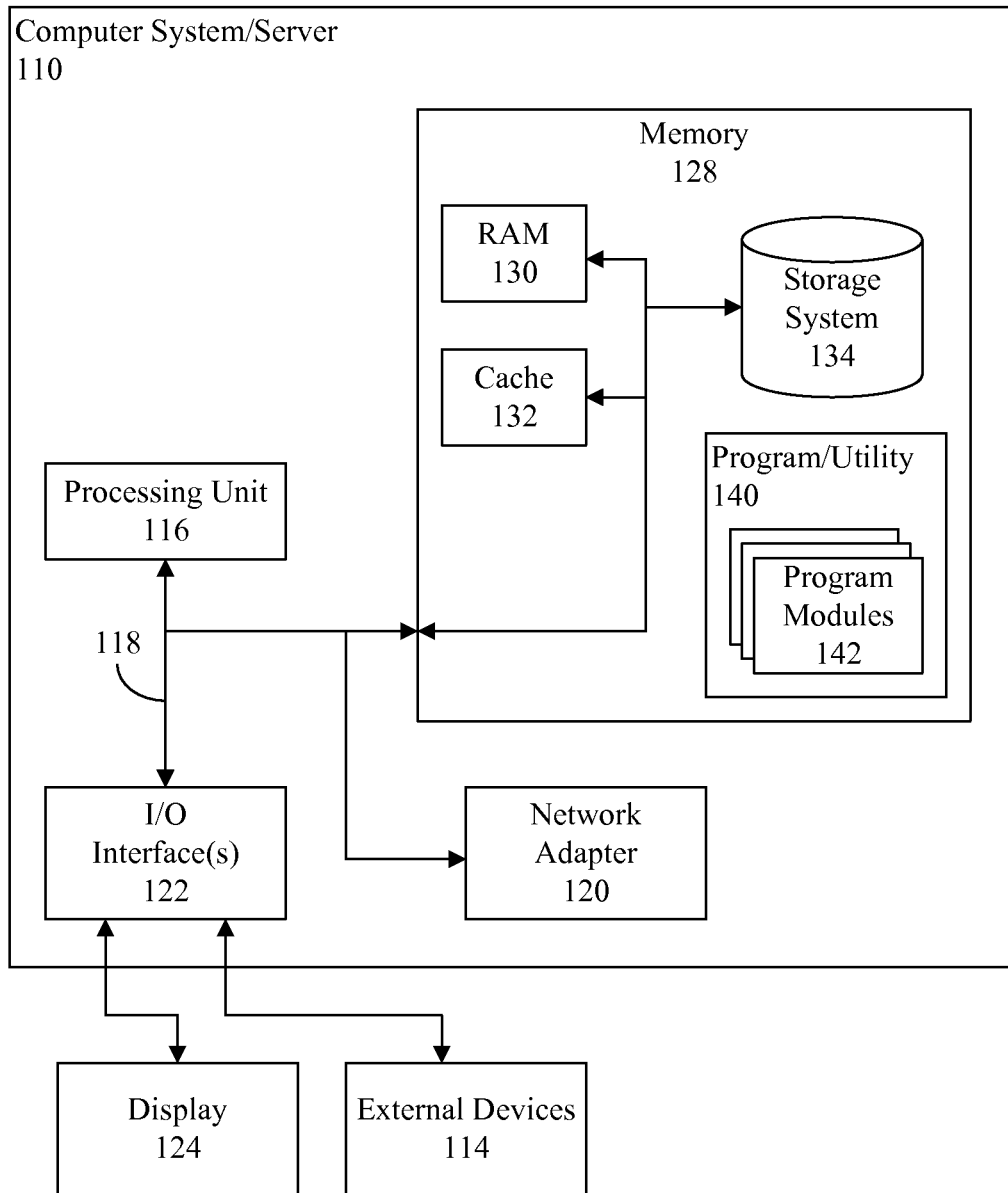 Computer System/Server
110
Memory
128
RAM
130
Storage
System
134
Cache
132
Program/Utility
140
Program
Modules
142
Processing Unit
116
118
I/O
Interface(s)
122
Network
Adapter
120
Display
124
External Devices
114